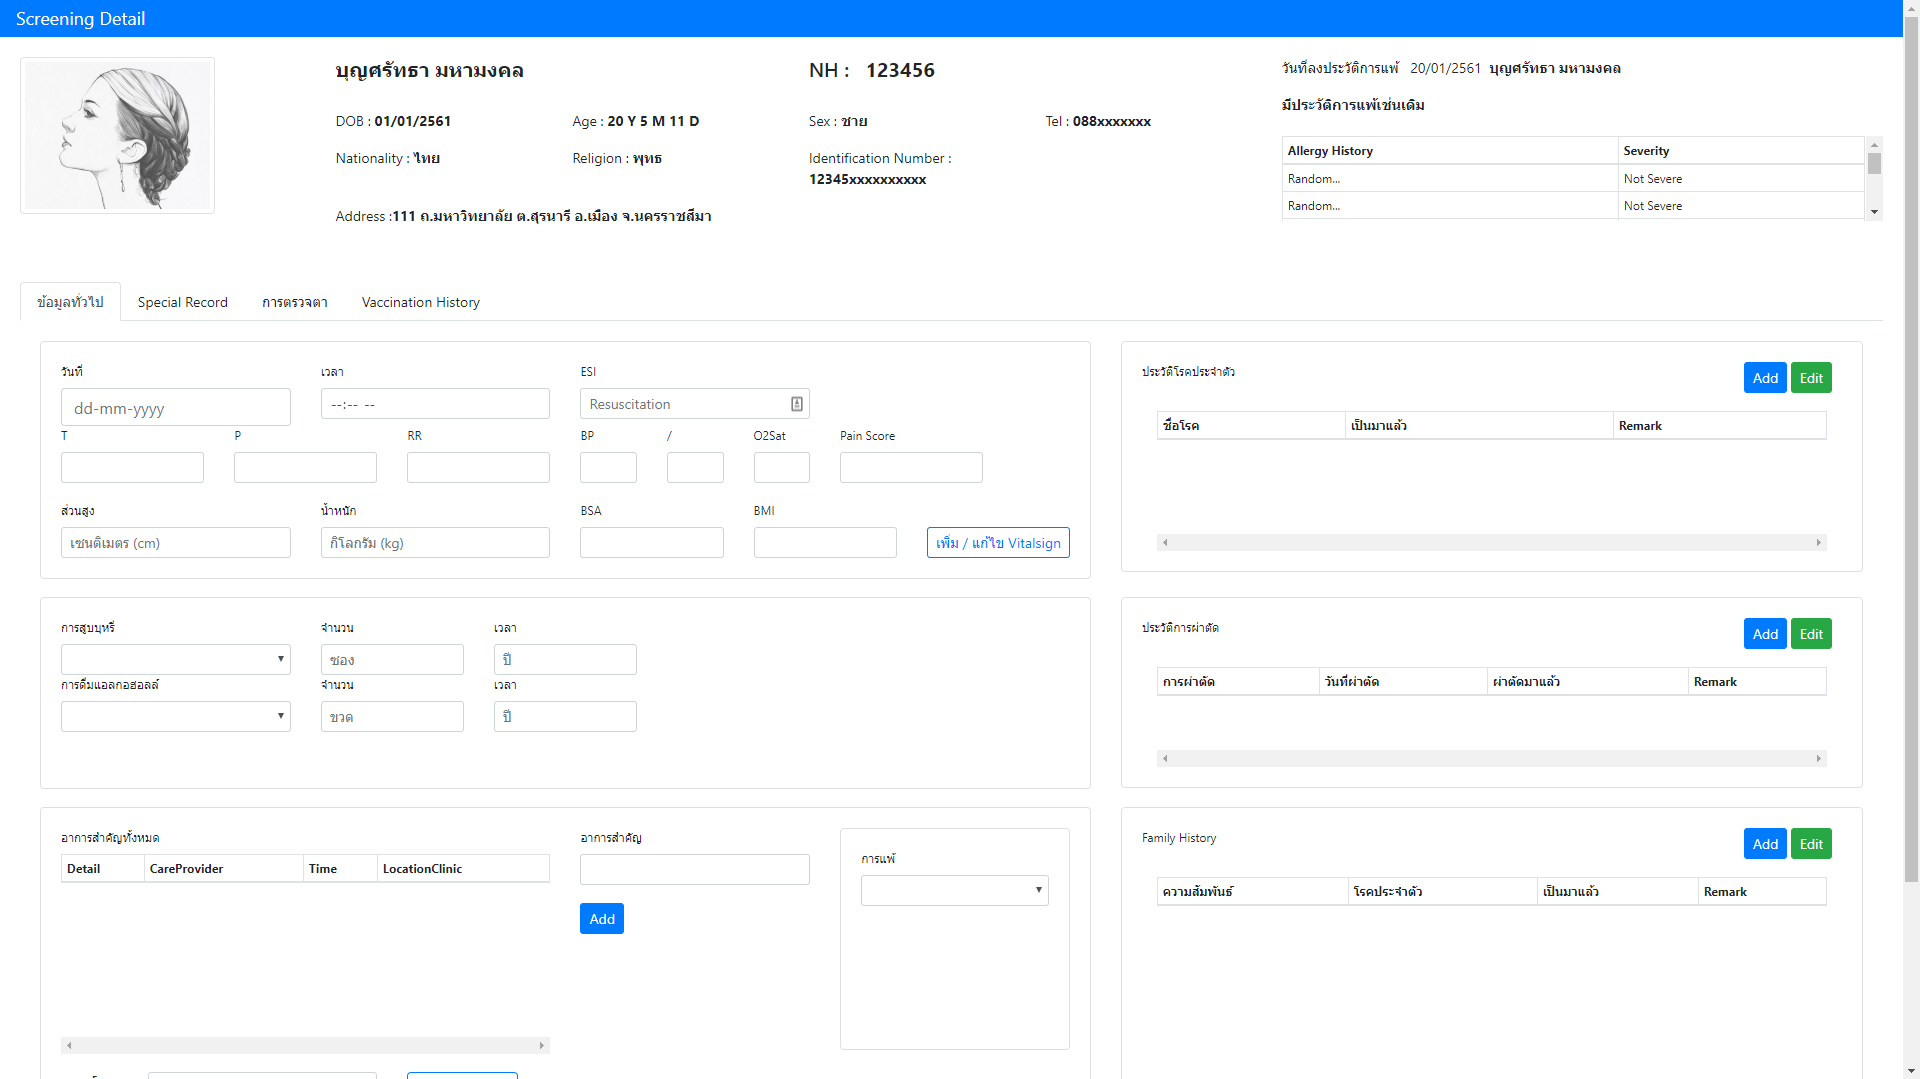 Screening Detail
บุญศรัทธา มหามงคล
NH : 123456
DOB : 01/01/2561
Age : 20 Y 5 M 11 D
Sex : ชาย
Tel : 088xxxxxxx
Nationality : ไทย
Religion : พุทธ
Identification Number :
12345xxxxxxxxxx
Address :111 ถ.มหาวิทยาลัย ต.สุรนารี อ.เมือง จ.นครราชสีมา
วันที่ลงประวัติการแพ้ 20/01/2561 บุญศรัทธา มหามงคล
มีประวัติการแพ้เช่นเดิม
Allergy History Severity
Random... Not Severe
Random... Not Severe
ข้อมูลทั่วไป Special Record การตรวจตา Vaccination History
วันที่ เวลา ESI
dd-mm-yyyy --:-- -- Resuscitation
T P RR BP / O2Sat Pain Score
ส่วนสูง น้ำหนัก BSA BMI
เซนติเมตร (cm) กิโลกรัม (kg) เพิ่ม / แก้ไข Vitalsign
ประวัติโรคประจำตัว Add Edit
ชื่อโรค เป็นมาแล้ว Remark
การสูบบุหรี่ จำนวน เวลา
ซอง ปี
การดื่มแอลกอฮอลล์ จำนวน เวลา
ขวด ปี
ประวัติการผ่าตัด Add Edit
การผ่าตัด วันที่ผ่าตัด ผ่าตัดมาแล้ว Remark
อาการสำคัญทั้งหมด
Detail CareProvider Time LocationClinic
อาการสำคัญ
Add
การแพ้
Family History Add Edit
ความสัมพันธ์ โรคประจำตัว เป็นมาแล้ว Remark